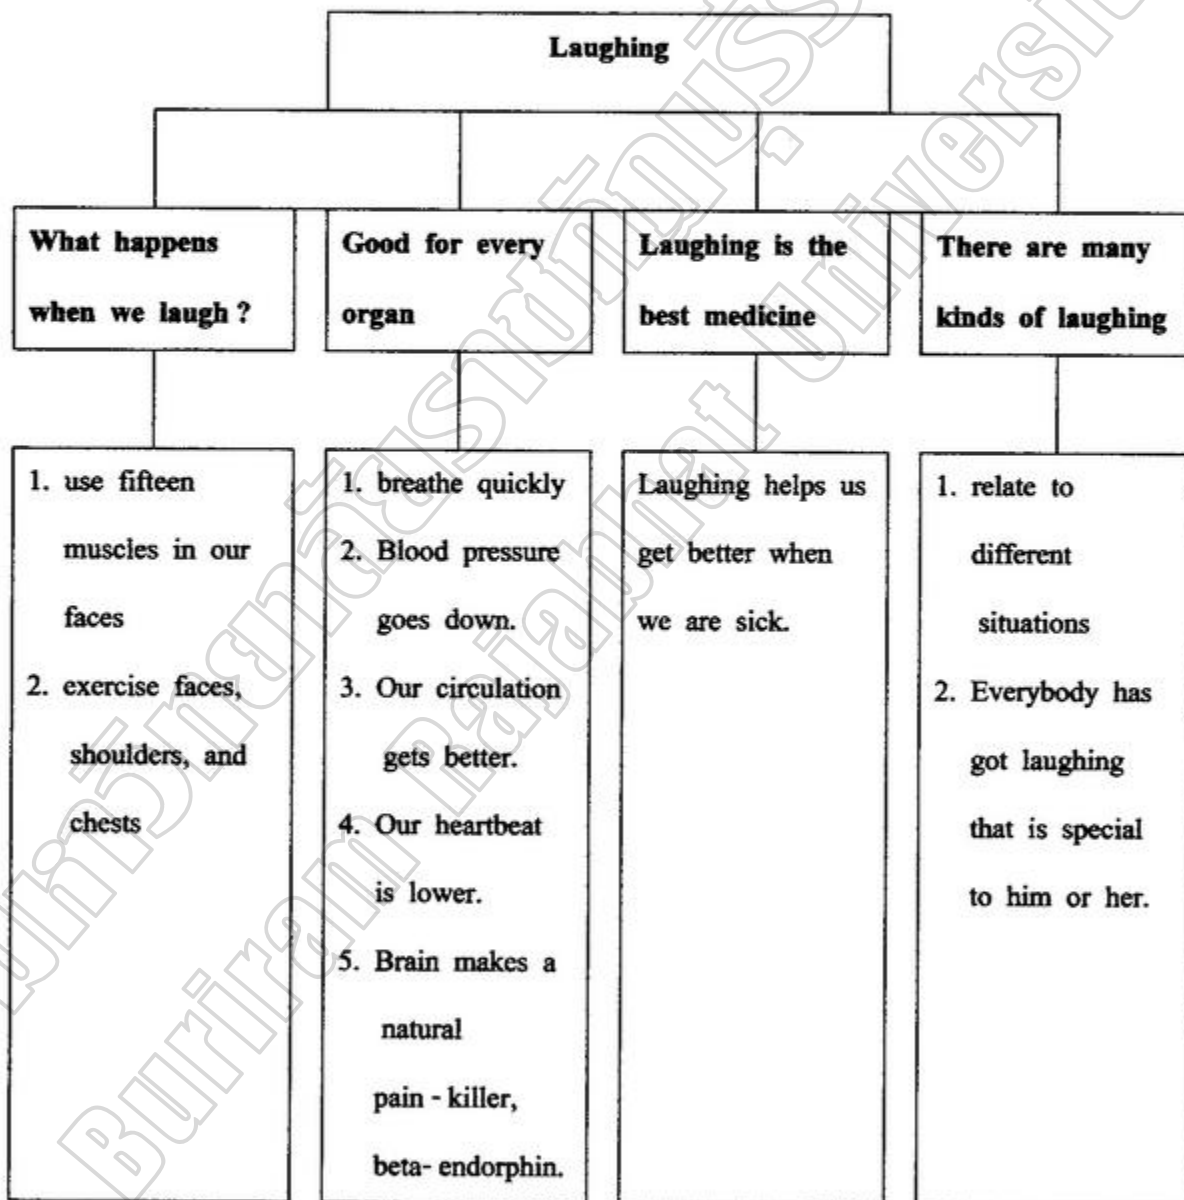 Laughing
What happens
when we laugh ?
Good for every
organ
Laughing is the
best medicine
There are many
kinds of laughing
1. use fifteen
muscles in our
faces
2. exercise faces,
shoulders, and
chests
1. breathe quickly
2. Blood pressure
goes down.
3. Our circulation
gets better.
4. Our heartbeat
is lower.
5. Brain makes a
natural
pain - killer,
beta- endorphin.
Laughing helps us
get better when
we are sick.
1. relate to
different
situations
2. Everybody has
got laughing
that is special
to him or her.
Buriram Rajabhat Universit